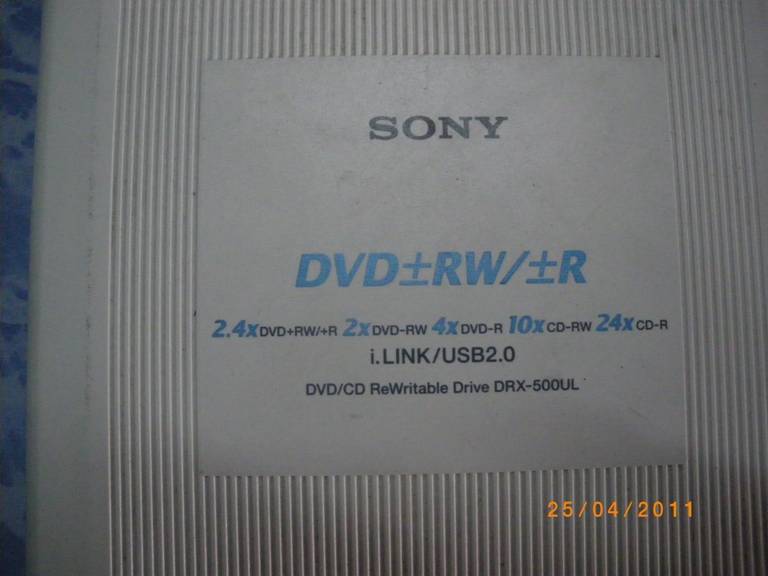 SONY
DVD±RW/±R
2.4x DVD+RW/+R 2x DVD-RW 4x DVD-R 10x CD-RW 24x CD-R
i.LINK/USB2.0
DVD/CD ReWritable Drive DRX-500UL
25/04/2011